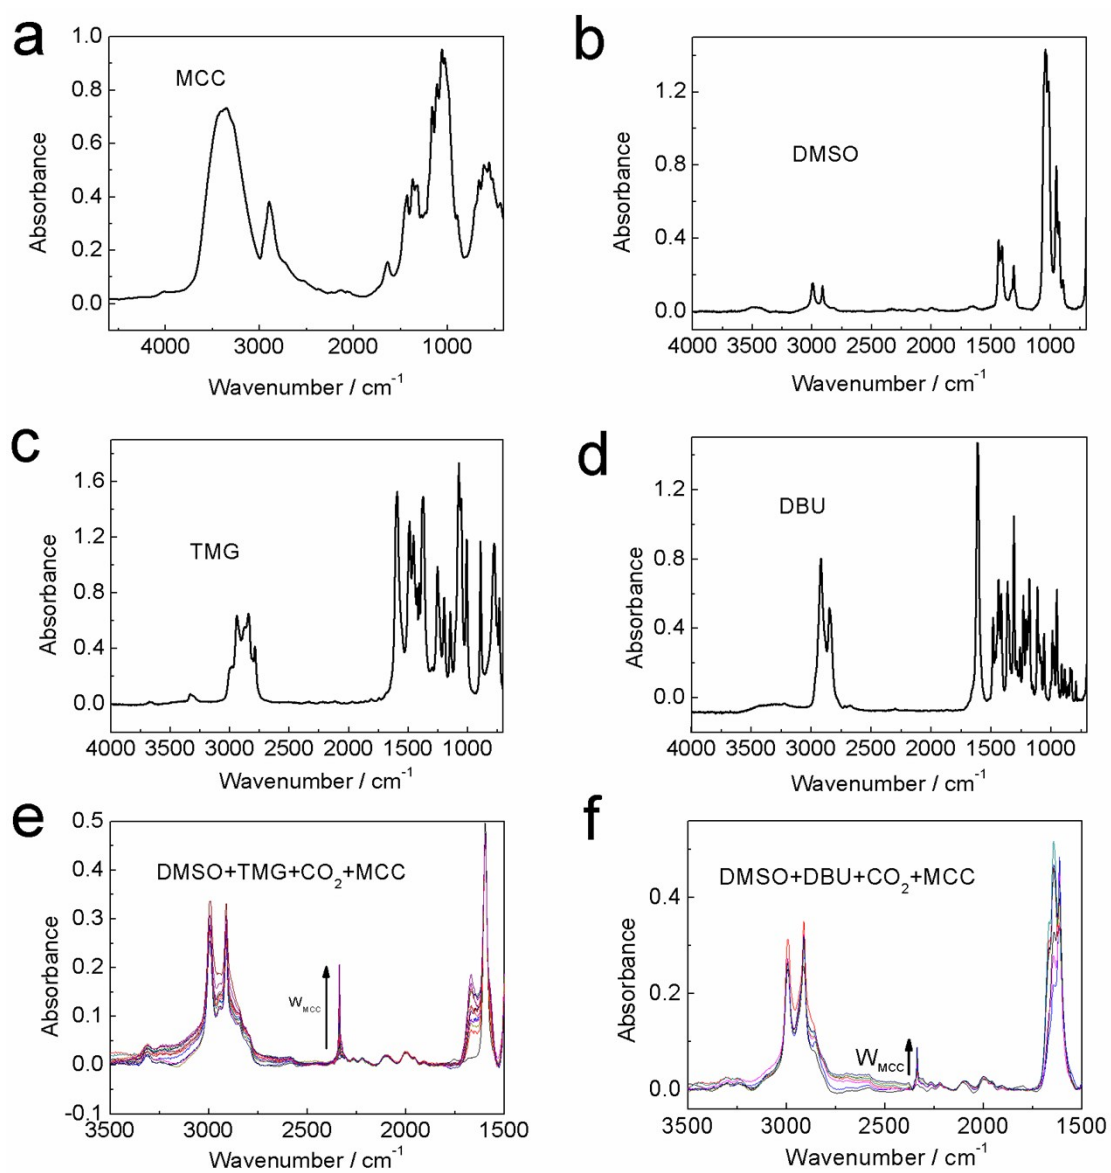 a
1.0
0.8
0.6
0.4
0.2
0.0
Absorbance
MCC
4000 3000 2000 1000
Wavenumber / cm-1
b
1.2
0.8
0.4
0.0
Absorbance
DMSO
4000 3500 3000 2500 2000 1500 1000
Wavenumber / cm-1
c
1.6
1.2
0.8
0.4
0.0
Absorbance
TMG
4000 3500 3000 2500 2000 1500 1000
Wavenumber / cm-1
d
1.2
0.8
0.4
0.0
Absorbance
DBU
4000 3500 3000 2500 2000 1500 1000
Wavenumber / cm-1
e
0.5
0.4
0.3
0.2
0.1
0.0
-0.1
Absorbance
DMSO+TMG+CO2+MCC
WMCC
3500 3000 2500 2000 1500
Wavenumber / cm-1
f
0.4
0.2
0.0
Absorbance
DMSO+DBU+CO2+MCC
WMCC
3500 3000 2500 2000 1500
Wavenumber / cm-1